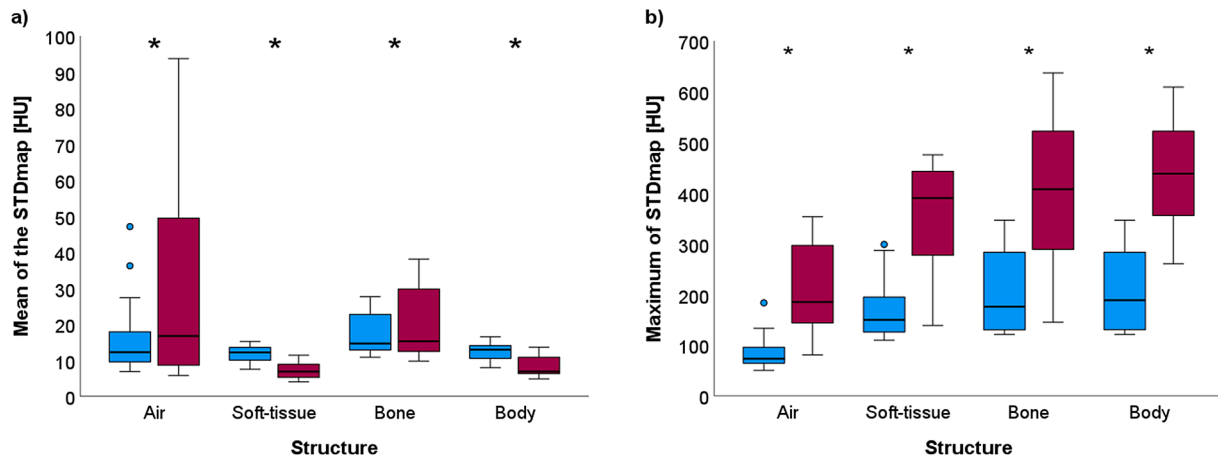 a)
Mean of the STDmap [HU]
100
90
80
70
60
50
40
30
20
10
0
* * * *
Air Soft-tissue Bone Body
Structure
b)
Maximum of STDmap [HU]
700
600
500
400
300
200
100
0
* * * *
Air Soft-tissue Bone Body
Structure